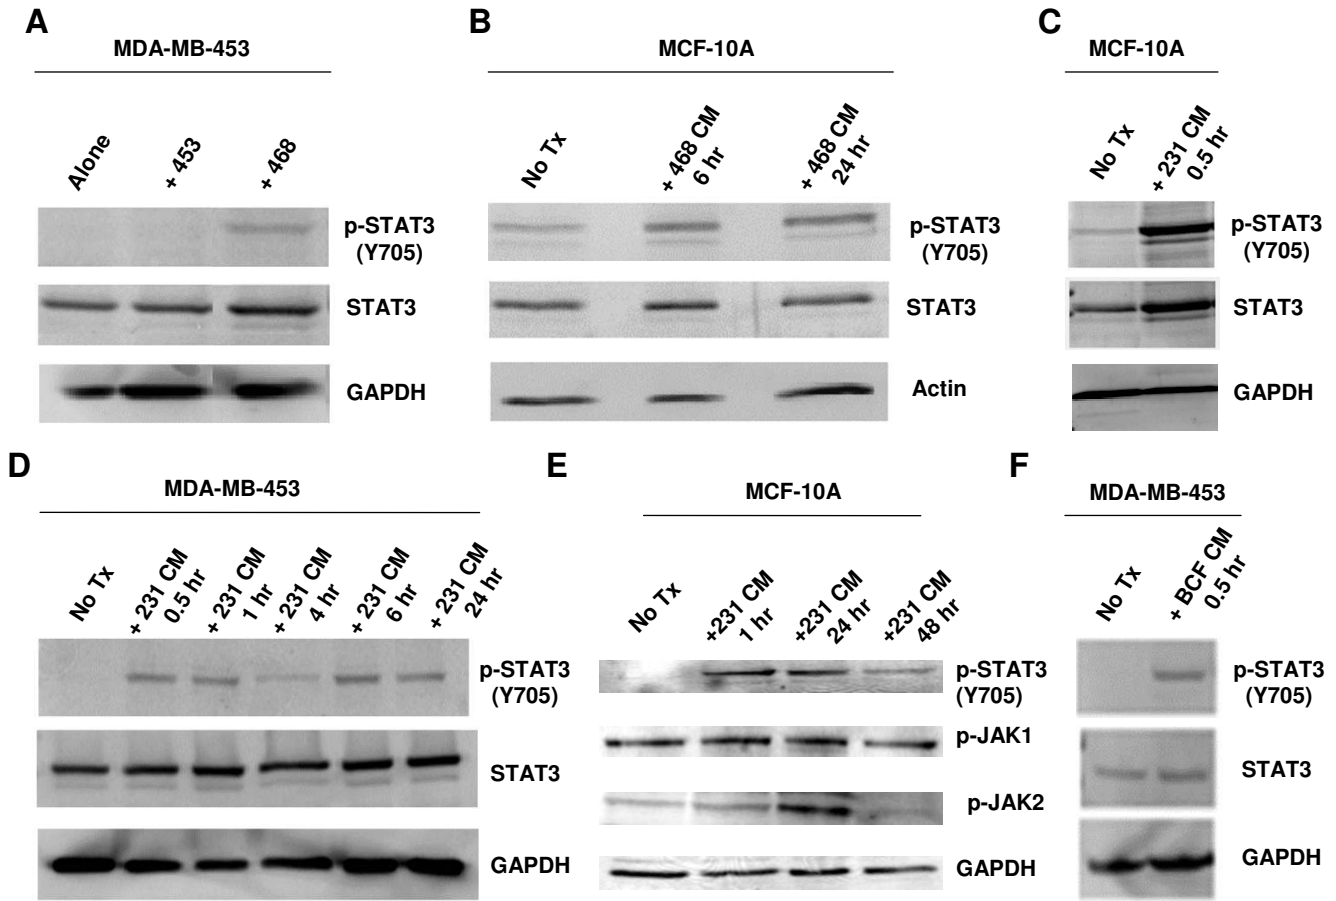 A
MDA-MB-453
Alone
+ 453
+ 468
p-STAT3
(Y705)
STAT3
GAPDH
B
MCF-10A
No Tx
+ 468 CM
6 hr
+ 468 CM
24 hr
p-STAT3
(Y705)
STAT3
Actin
C
MCF-10A
No Tx
+ 231 CM
0.5 hr
p-STAT3
(Y705)
STAT3
GAPDH
D
MDA-MB-453
No Tx
+ 231 CM
0.5 hr
+ 231 CM
1 hr
+ 231 CM
4 hr
+ 231 CM
6 hr
+ 231 CM
24 hr
p-STAT3
(Y705)
STAT3
GAPDH
E
MCF-10A
No Tx
+231 CM
1 hr
+231 CM
24 hr
+231 CM
48 hr
p-STAT3
(Y705)
p-JAK1
p-JAK2
GAPDH
F
MDA-MB-453
No Tx
+ BCF CM
0.5 hr
p-STAT3
(Y705)
STAT3
GAPDH